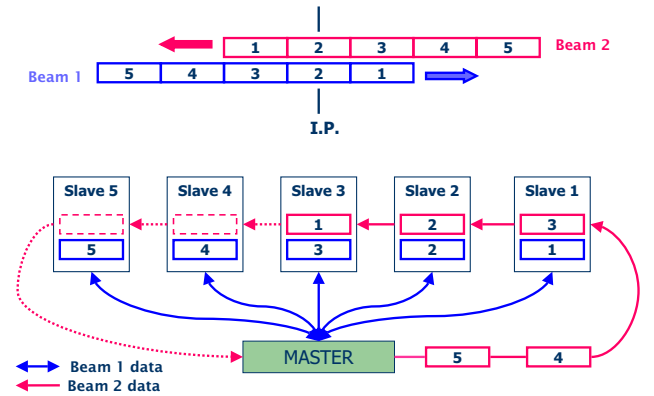 1 2 3 4 5
Beam 2
Beam 1
5 4 3 2 1
I.P.
Slave 5 Slave 4 Slave 3 Slave 2 Slave 1
1 2 3
5 4 3 2 1
MASTER
5 4
Beam 1 data
Beam 2 data